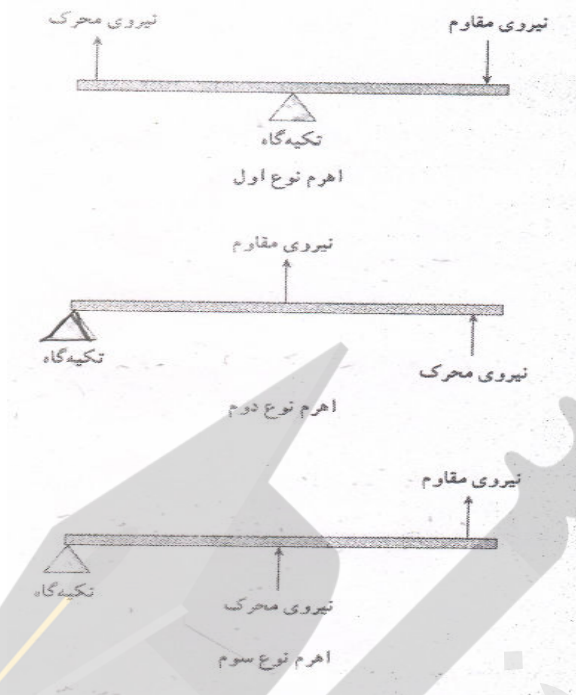 نیروی مقاوم
نیروی محرک
تکیه‌گاه
اهرم نوع اول
نیروی مقاوم
تکیه‌گاه
نیروی محرک
اهرم نوع دوم
نیروی مقاوم
تکیه‌گاه
نیروی محرک
اهرم نوع سوم